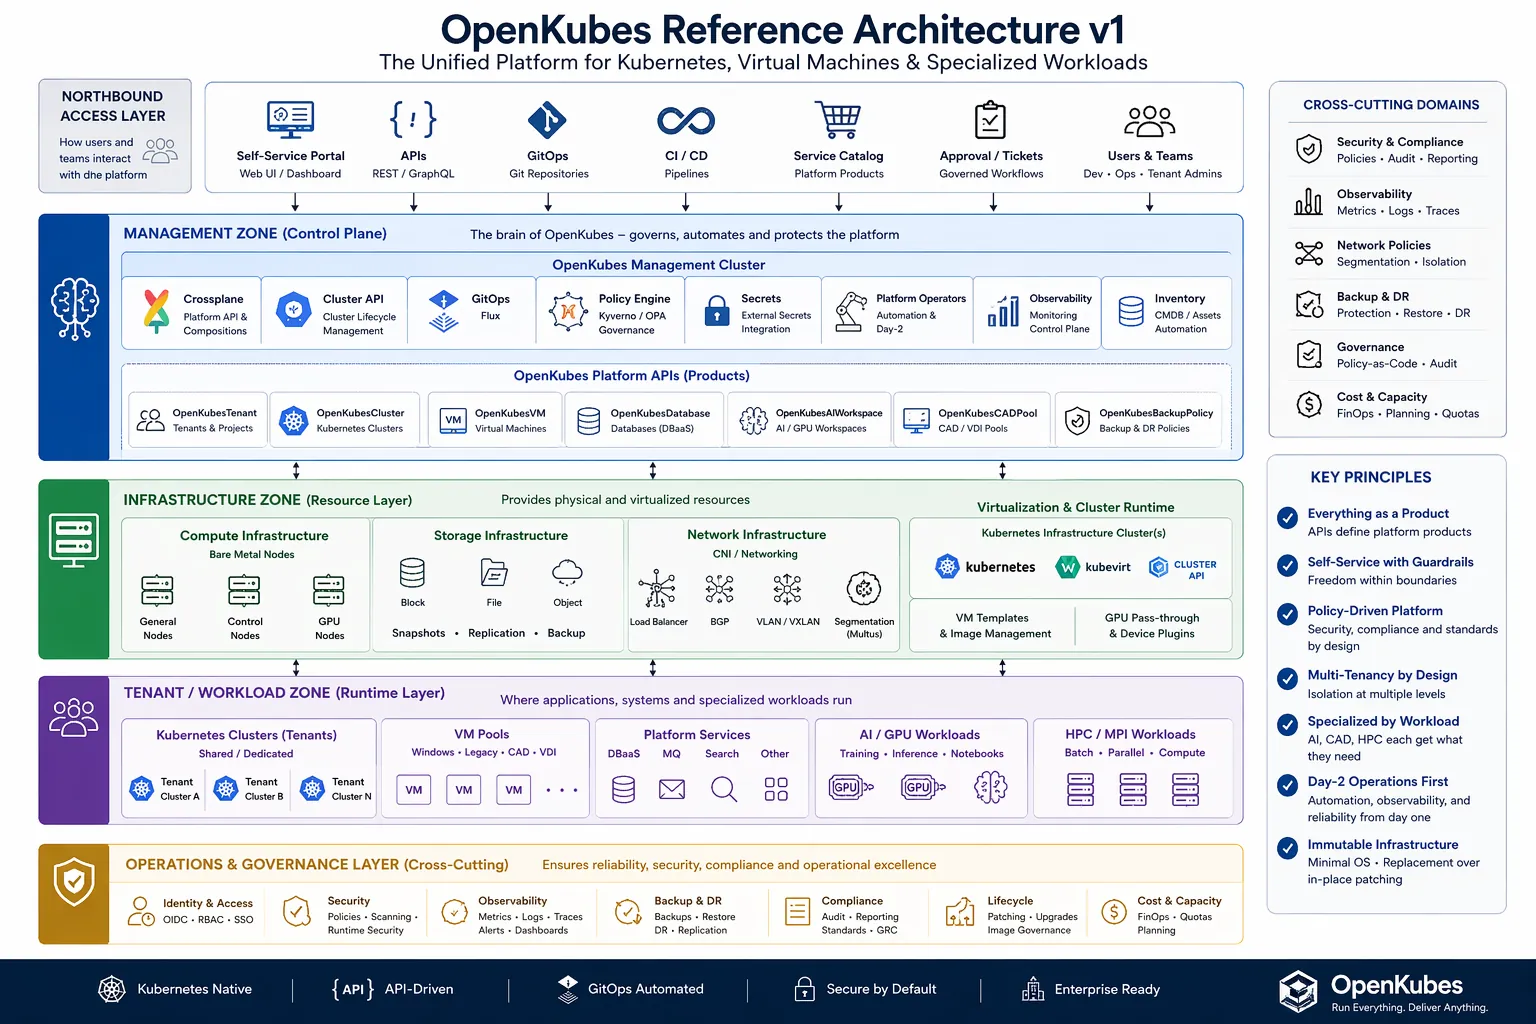 OpenKubes Reference Architecture v1
The Unified Platform for Kubernetes, Virtual Machines & Specialized Workloads
NORTHBOUND
ACCESS LAYER
How users and
teams interact
with dhe platform
Self-Service Portal
Web UI / Dashboard
APIs
REST / GraphQL
GitOps
Git Repositories
CI / CD
Pipelines
Service Catalog
Platform Products
Approval / Tickets
Governed Workflows
Users & Teams
Dev • Ops • Tenant Admins
MANAGEMENT ZONE (Control Plane)
The brain of OpenKubes – governs, automates and protects the platform
OpenKubes Management Cluster
Crossplane
Platform API &
Compositions
Cluster API
Cluster Lifecycle
Management
GitOps
Flux
Policy Engine
Kyverno / OPA
Governance
Secrets
External Secrets
Integration
Platform Operators
Automation &
Day-2
Observability
Monitoring
Control Plane
Inventory
CMDB / Assets
Automation
OpenKubes Platform APIs (Products)
OpenKubesTenant
Tenants & Projects
OpenKubesCluster
Kubernetes Clusters
VM
OpenKubesVM
Virtual Machines
OpenKubesDatabase
Databases (DBaaS)
OpenKubesAIWorkspace
AI / GPU Workspaces
OpenKubesCADPool
CAD / VDI Pools
OpenKubesBackupPolicy
Backup & DR Policies
INFRASTRUCTURE ZONE (Resource Layer)
Provides physical and virtualized resources
Compute Infrastructure
Bare Metal Nodes
General
Nodes
Control
Nodes
GPU
Nodes
Storage Infrastructure
Block
File
Object
Snapshots • Replication • Backup
Network Infrastructure
CNI / Networking
Load Balancer
BGP
VLAN / VXLAN
Segmentation
(Multus)
Virtualization & Cluster Runtime
Kubernetes Infrastructure Cluster(s)
kubernetes
kubevirt
CLUSTER
API
VM Templates
& Image Management
GPU Pass-through
& Device Plugins
TENANT / WORKLOAD ZONE (Runtime Layer)
Where applications, systems and specialized workloads run
Kubernetes Clusters (Tenants)
Shared / Dedicated
Tenant
Cluster A
Tenant
Cluster B
Tenant
Cluster N
VM Pools
Windows • Legacy • CAD • VDI
VM
VM
VM
Platform Services
DBaaS
MQ
Search
Other
AI / GPU Workloads
Training • Inference • Notebooks
GPU
GPU
HPC / MPI Workloads
Batch • Parallel • Compute
OPERATIONS & GOVERNANCE LAYER (Cross-Cutting)
Ensures reliability, security, compliance and operational excellence
Identity & Access
OIDC • RBAC • SSO
Security
Policies • Scanning •
Runtime Security
Observability
Metrics • Logs • Traces
Alerts • Dashboards
Backup & DR
Backups • Restore
DR • Replication
Compliance
Audit • Reporting
Standards • GRC
Lifecycle
Patching • Upgrades
Image Governance
Cost & Capacity
FinOps • Quotas
Planning
CROSS-CUTTING DOMAINS
Security & Compliance
Policies • Audit • Reporting
Observability
Metrics • Logs • Traces
Network Policies
Segmentation • Isolation
Backup & DR
Protection • Restore • DR
Governance
Policy-as-Code • Audit
Cost & Capacity
FinOps • Planning • Quotas
KEY PRINCIPLES
Everything as a Product
APIs define platform products
Self-Service with Guardrails
Freedom within boundaries
Policy-Driven Platform
Security, compliance and standards
by design
Multi-Tenancy by Design
Isolation at multiple levels
Specialized by Workload
AI, CAD, HPC each get what
they need
Day-2 Operations First
Automation, observability, and
reliability from day one
Immutable Infrastructure
Minimal OS • Replacement over
in-place patching
Kubernetes Native
{API} API-Driven
GitOps Automated
Secure by Default
Enterprise Ready
OpenKubes
Run Everything. Deliver Anything.